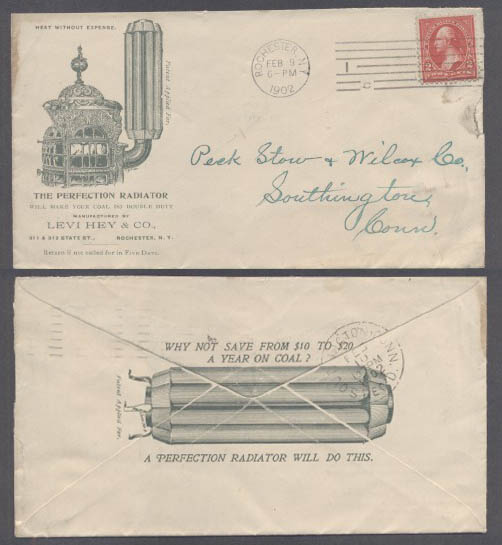 HEAT WITHOUT EXPENSE.
Patent Applied For.
THE PERFECTION RADIATOR
WILL MAKE YOUR COAL DO DOUBLE DUTY
MANUFACTURED BY
LEVI HEY & CO.,
311 & 313 STATE ST., ROCHESTER, N. Y.
Return if not called for in Five Days.
ROCHESTER, N.Y.
FEB 9
6-PM
1902
2 2
Peck Stow & Wilcox Co,
Southington,
Conn.
WHY NOT SAVE FROM $10 TO $20
A YEAR ON COAL?
Patent Applied For.
A PERFECTION RADIATOR WILL DO THIS.